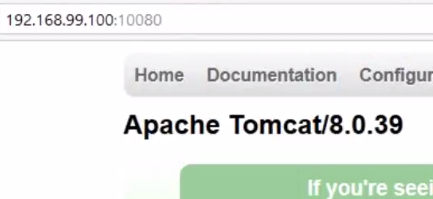 192.168.99.100:10080
Home Documentation Configur
Apache Tomcat/8.0.39
If you're seei